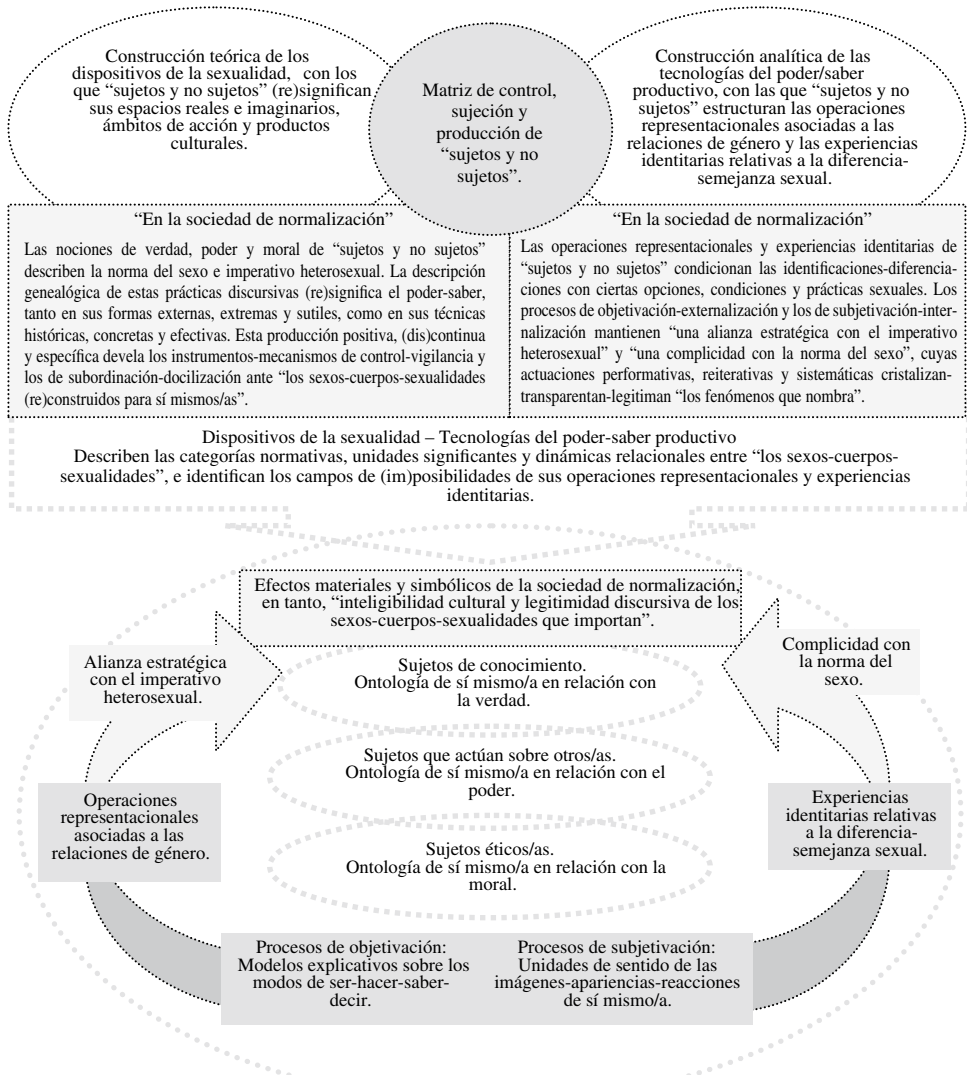 Construcción teórica de los
dispositivos de la sexualidad, con los
que “sujetos y no sujetos” (re)significan
sus espacios reales e imaginarios,
ámbitos de acción y productos
culturales.
Matriz de control,
sujeción y
producción de
“sujetos y no
sujetos”.
Construcción analítica de las
tecnologías del poder/saber
productivo, con las que “sujetos y no
sujetos” estructuran las operaciones
representacionales asociadas a las
relaciones de género y las experiencias
identitarias relativas a la diferencia-
semejanza sexual.
“En la sociedad de normalización”
Las nociones de verdad, poder y moral de “sujetos y no sujetos”
describen la norma del sexo e imperativo heterosexual. La descripción
genealógica de estas prácticas discursivas (re)significa el poder-saber,
tanto en sus formas externas, extremas y sutiles, como en sus técnicas
históricas, concretas y efectivas. Esta producción positiva, (dis)continua
y específica devela los instrumentos-mecanismos de control-vigilancia y
los de subordinación-docilización ante “los sexos-cuerpos-sexualidades
(re)construidos para sí mismos/as”.
“En la sociedad de normalización”
Las operaciones representacionales y experiencias identitarias de
“sujetos y no sujetos” condicionan las identificaciones-diferencia-
ciones con ciertas opciones, condiciones y prácticas sexuales. Los
procesos de objetivación-externalización y los de subjetivación-inter-
nalización mantienen “una alianza estratégica con el imperativo
heterosexual” y “una complicidad con la norma del sexo”, cuyas
actuaciones performativas, reiterativas y sistemáticas cristalizan-
transparentan-legitiman “los fenómenos que nombra”.
Dispositivos de la sexualidad – Tecnologías del poder-saber productivo
Describen las categorías normativas, unidades significantes y dinámicas relacionales entre “los sexos-cuerpos-
sexualidades”, e identifican los campos de (im)posibilidades de sus operaciones representacionales y experiencias
identitarias.
Efectos materiales y simbólicos de la sociedad de normalización,
en tanto, “inteligibilidad cultural y legitimidad discursiva de los
sexos-cuerpos-sexualidades que importan”.
Alianza estratégica
con el imperativo
heterosexual.
Sujetos de conocimiento.
Ontología de sí mismo/a en relación con
la verdad.
Complicidad con
la norma del
sexo.
Sujetos que actúan sobre otros/as.
Ontología de sí mismo/a en relación con el
poder.
Operaciones
representacionales
asociadas a las
relaciones de género.
Experiencias
identitarias relativas
a la diferencia-
semejanza sexual.
Sujetos éticos/as.
Ontología de sí mismo/a en relación con la
moral.
Procesos de objetivación:
Modelos explicativos sobre los
modos de ser-hacer-saber-
decir.
Procesos de subjetivación:
Unidades de sentido de las
imágenes-apariencias-reacciones
de sí mismo/a.